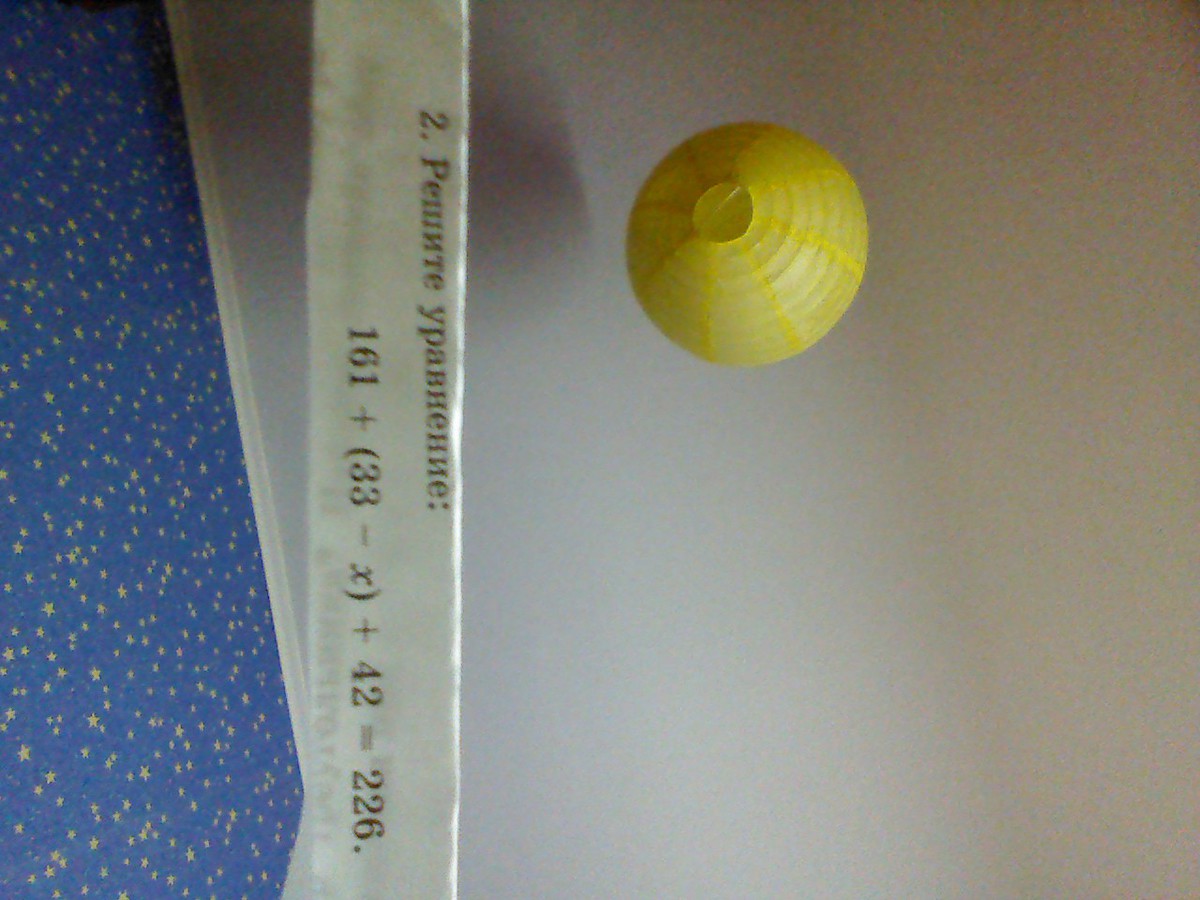 2. Решите уравнение:
161 + (33 − x) + 42 = 226.